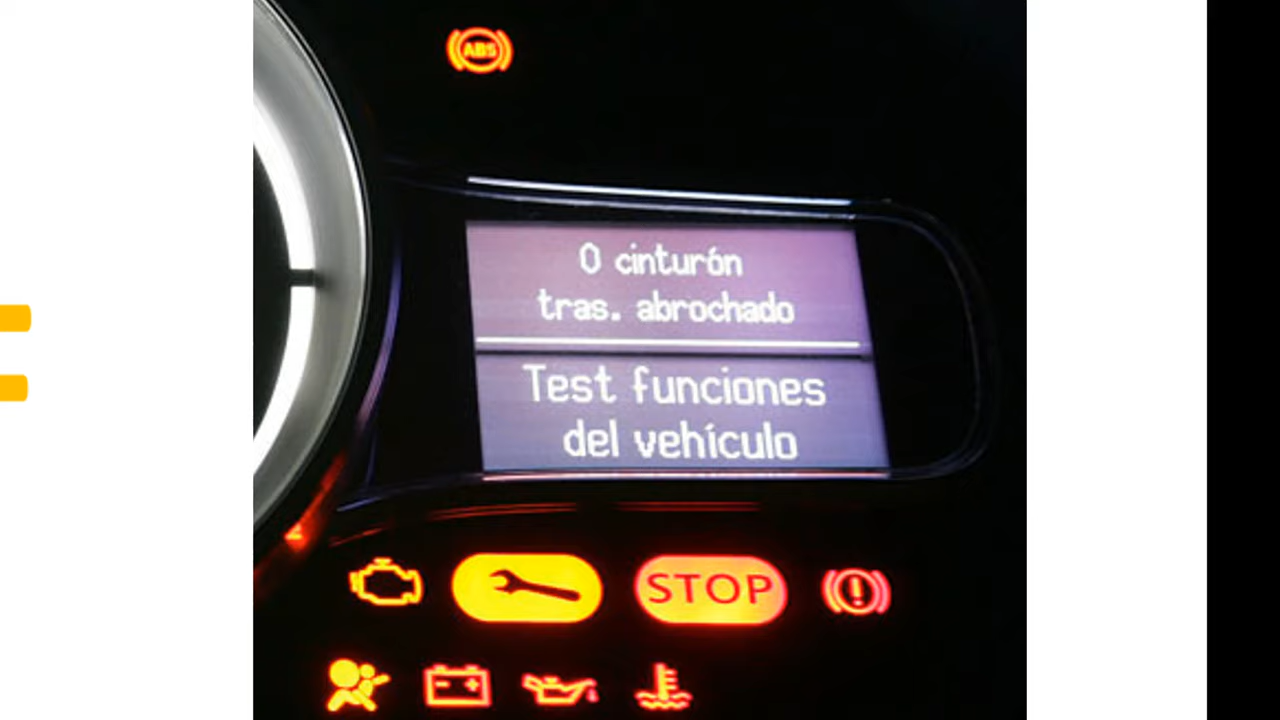 ABS
0 cinturón
tras. abrochado
Test funciones
del vehículo
STOP